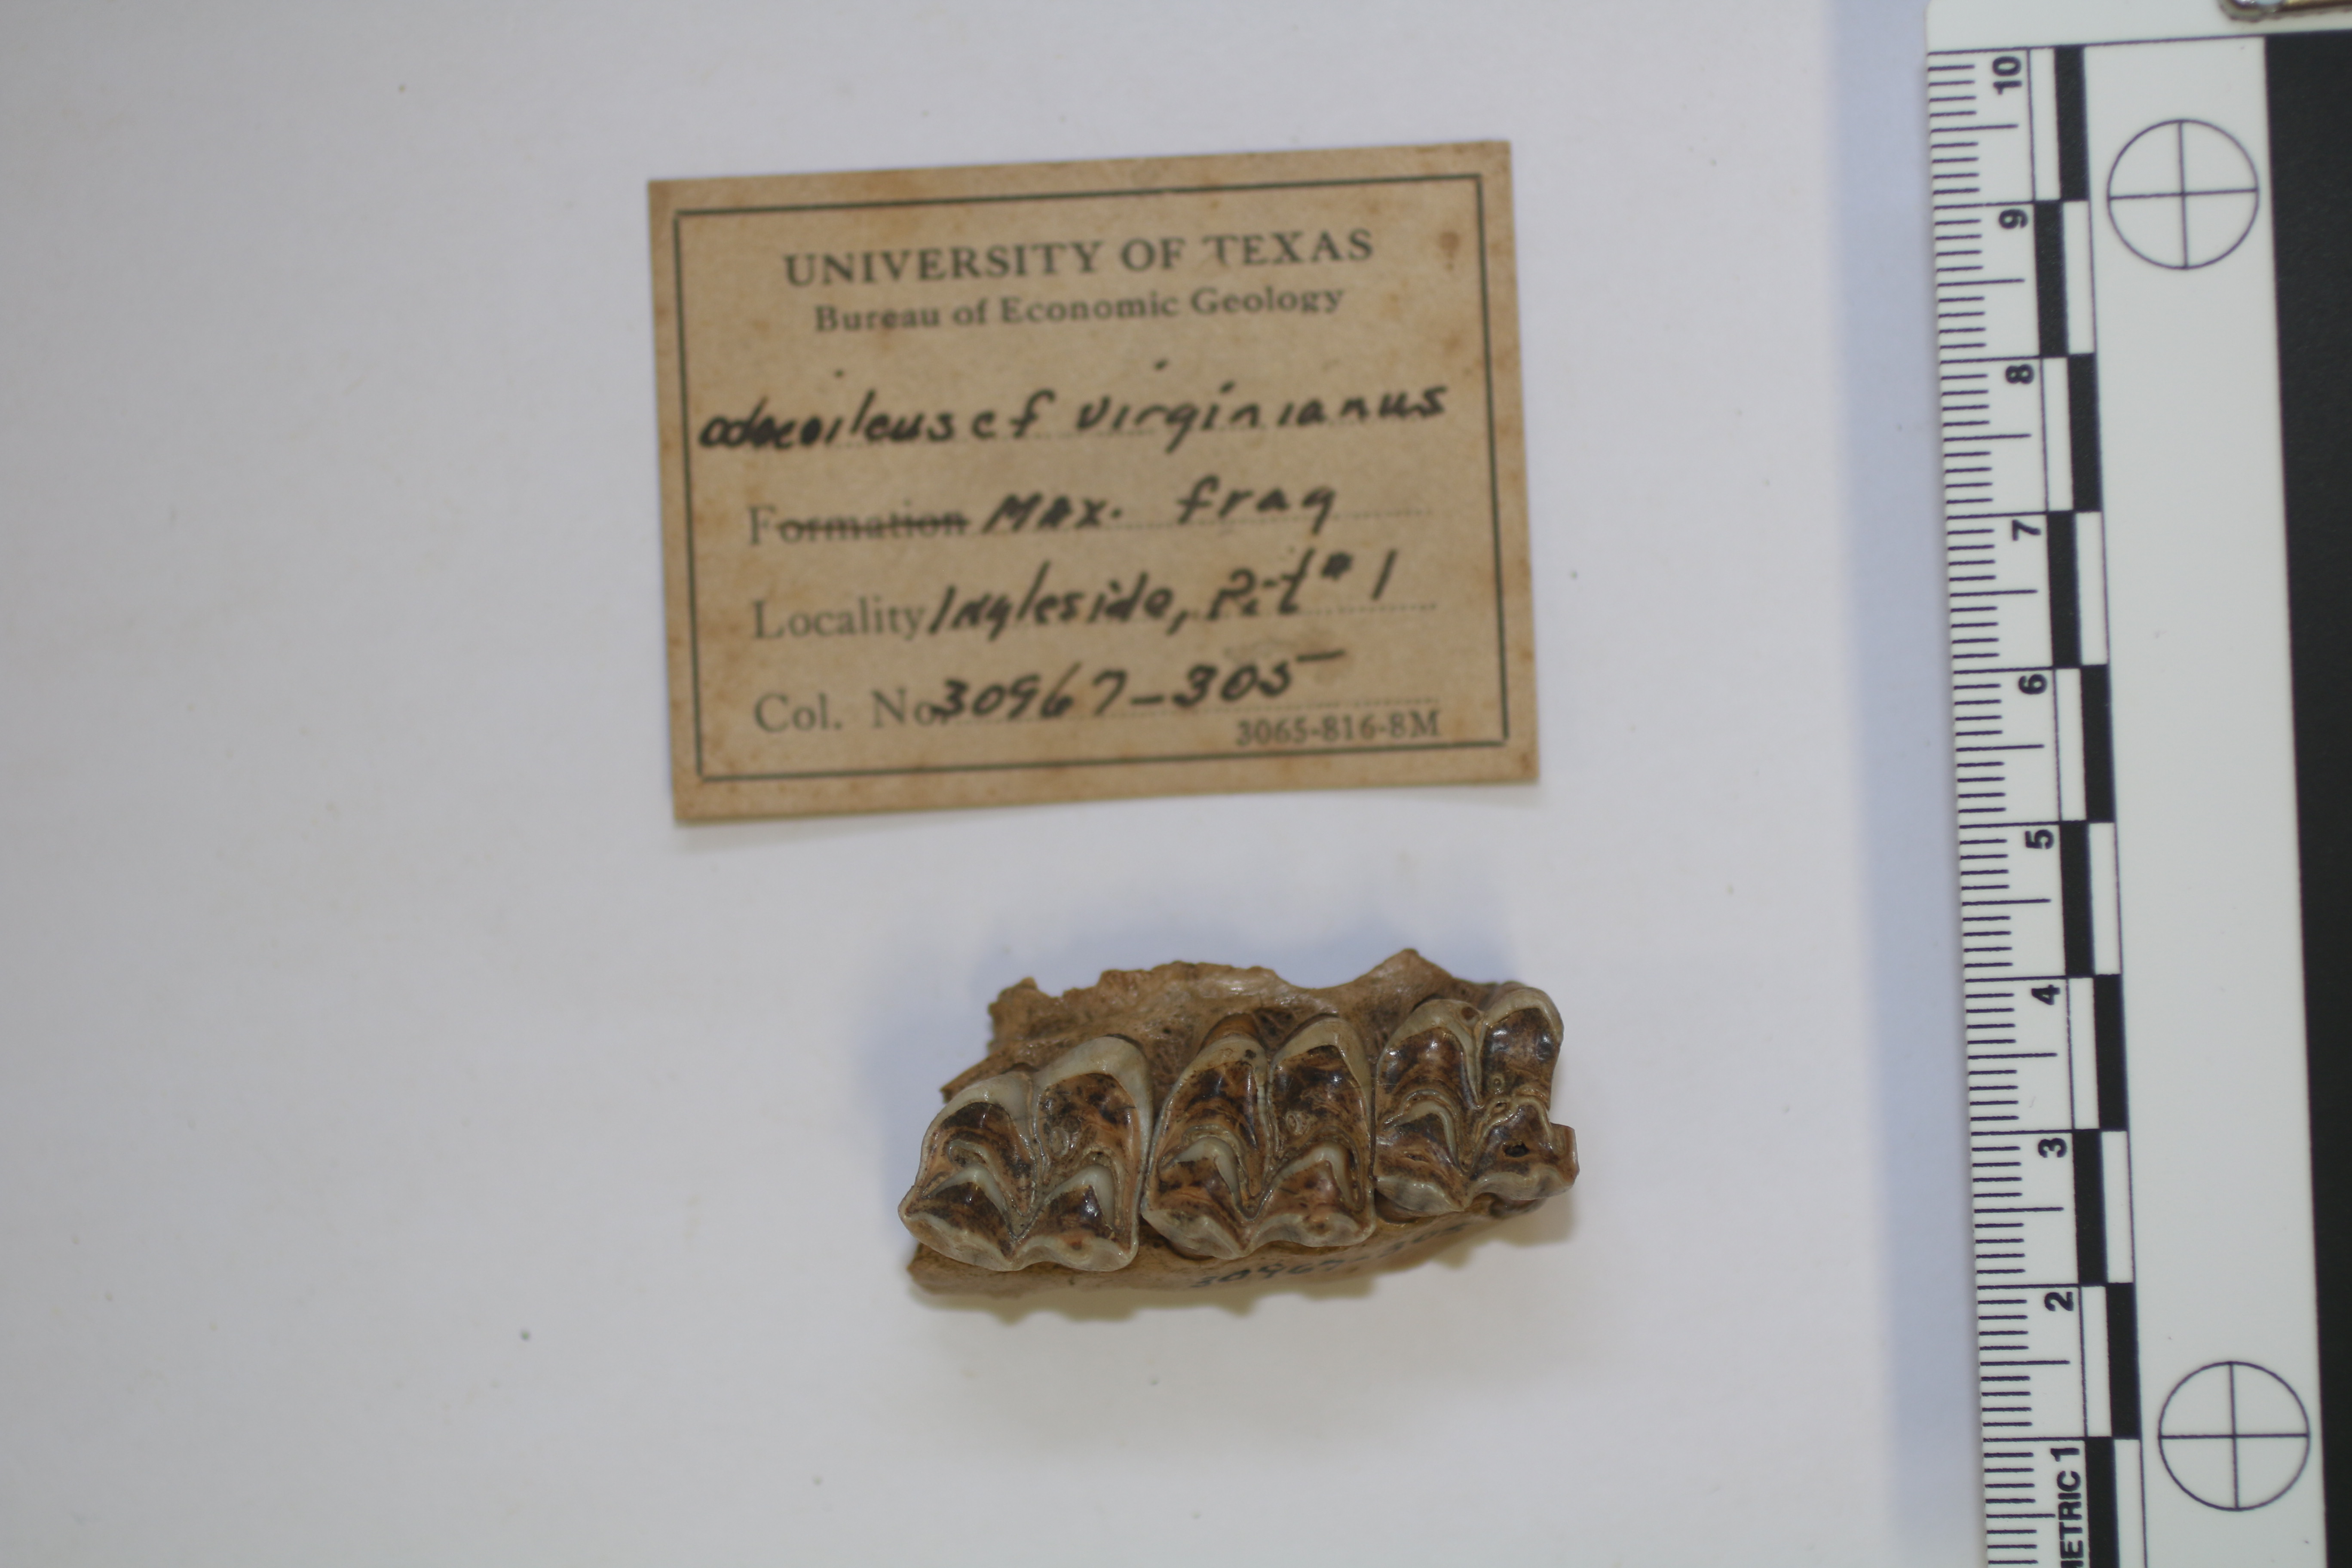 UNIVERSITY OF TEXAS
Bureau of Economic Geology
odocoileus cf virginianus
Formation Max. frag
Locality Ingleside, Pit # 1
Col. No. 30967-305
3065-816-8M
10
9
8
7
6
5
4
3
2
METRIC 1
30967-